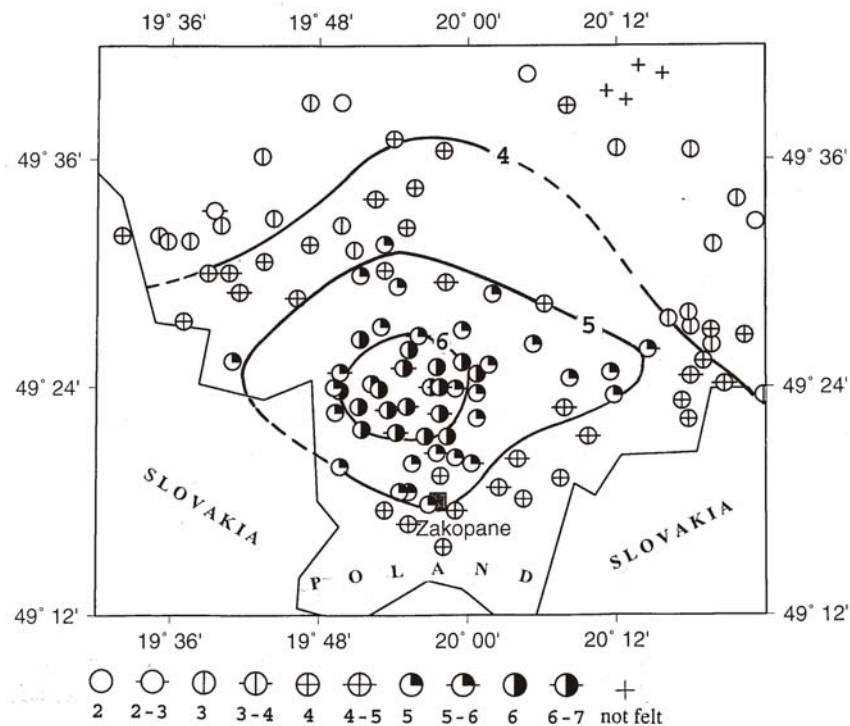 19° 36' 19° 48' 20° 00' 20° 12'
49° 36' 4 49° 36'
5
6
49° 24' 49° 24'
SLOVAKIA Zakopane SLOVAKIA
POLAND
49° 12' 49° 12'
19° 36' 19° 48' 20° 00' 20° 12'
2 2-3 3 3-4 4 4-5 5 5-6 6 6-7 not felt